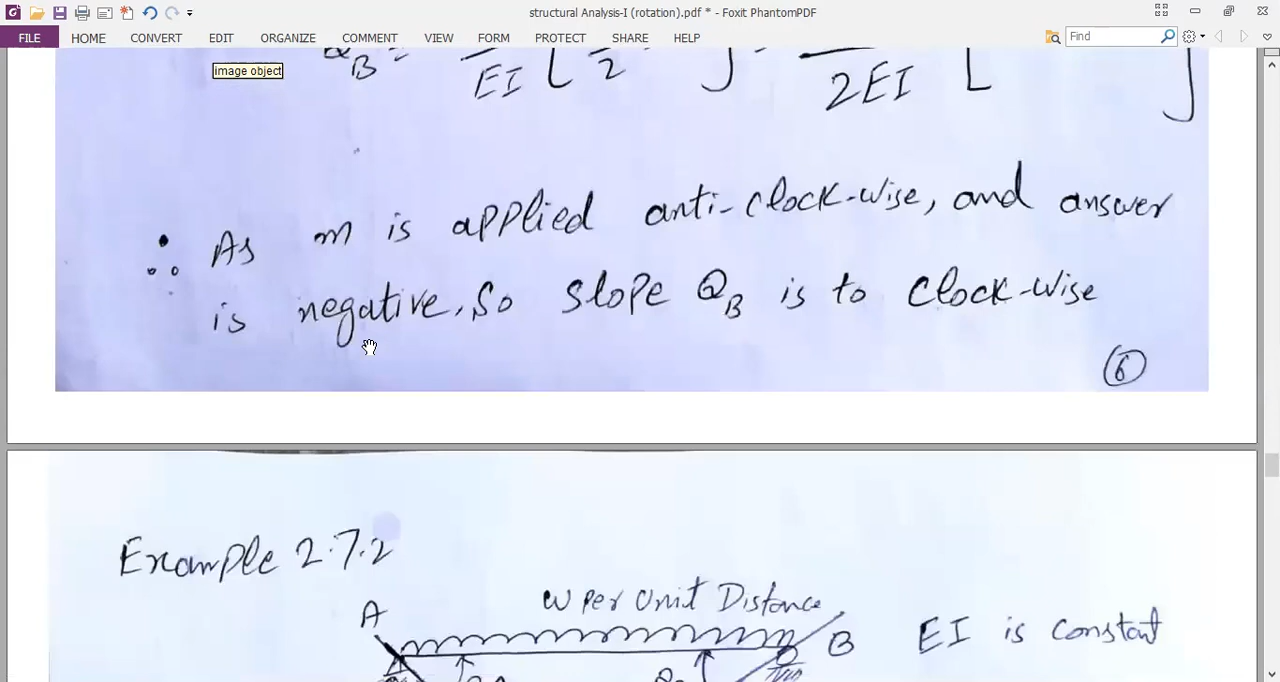 structural Analysis-I (rotation).pdf * - Foxit PhantomPDF
FILE HOME CONVERT EDIT ORGANIZE COMMENT VIEW FORM PROTECT SHARE HELP Find
B = EI [ 2 ] 2EI [ ]
image object
∴ As m is applied anti-clock-wise, and answer
is negative, so slope QB is to clock-wise
6
Example 2.7.2
w Per Unit Distance
A
B EI is constant